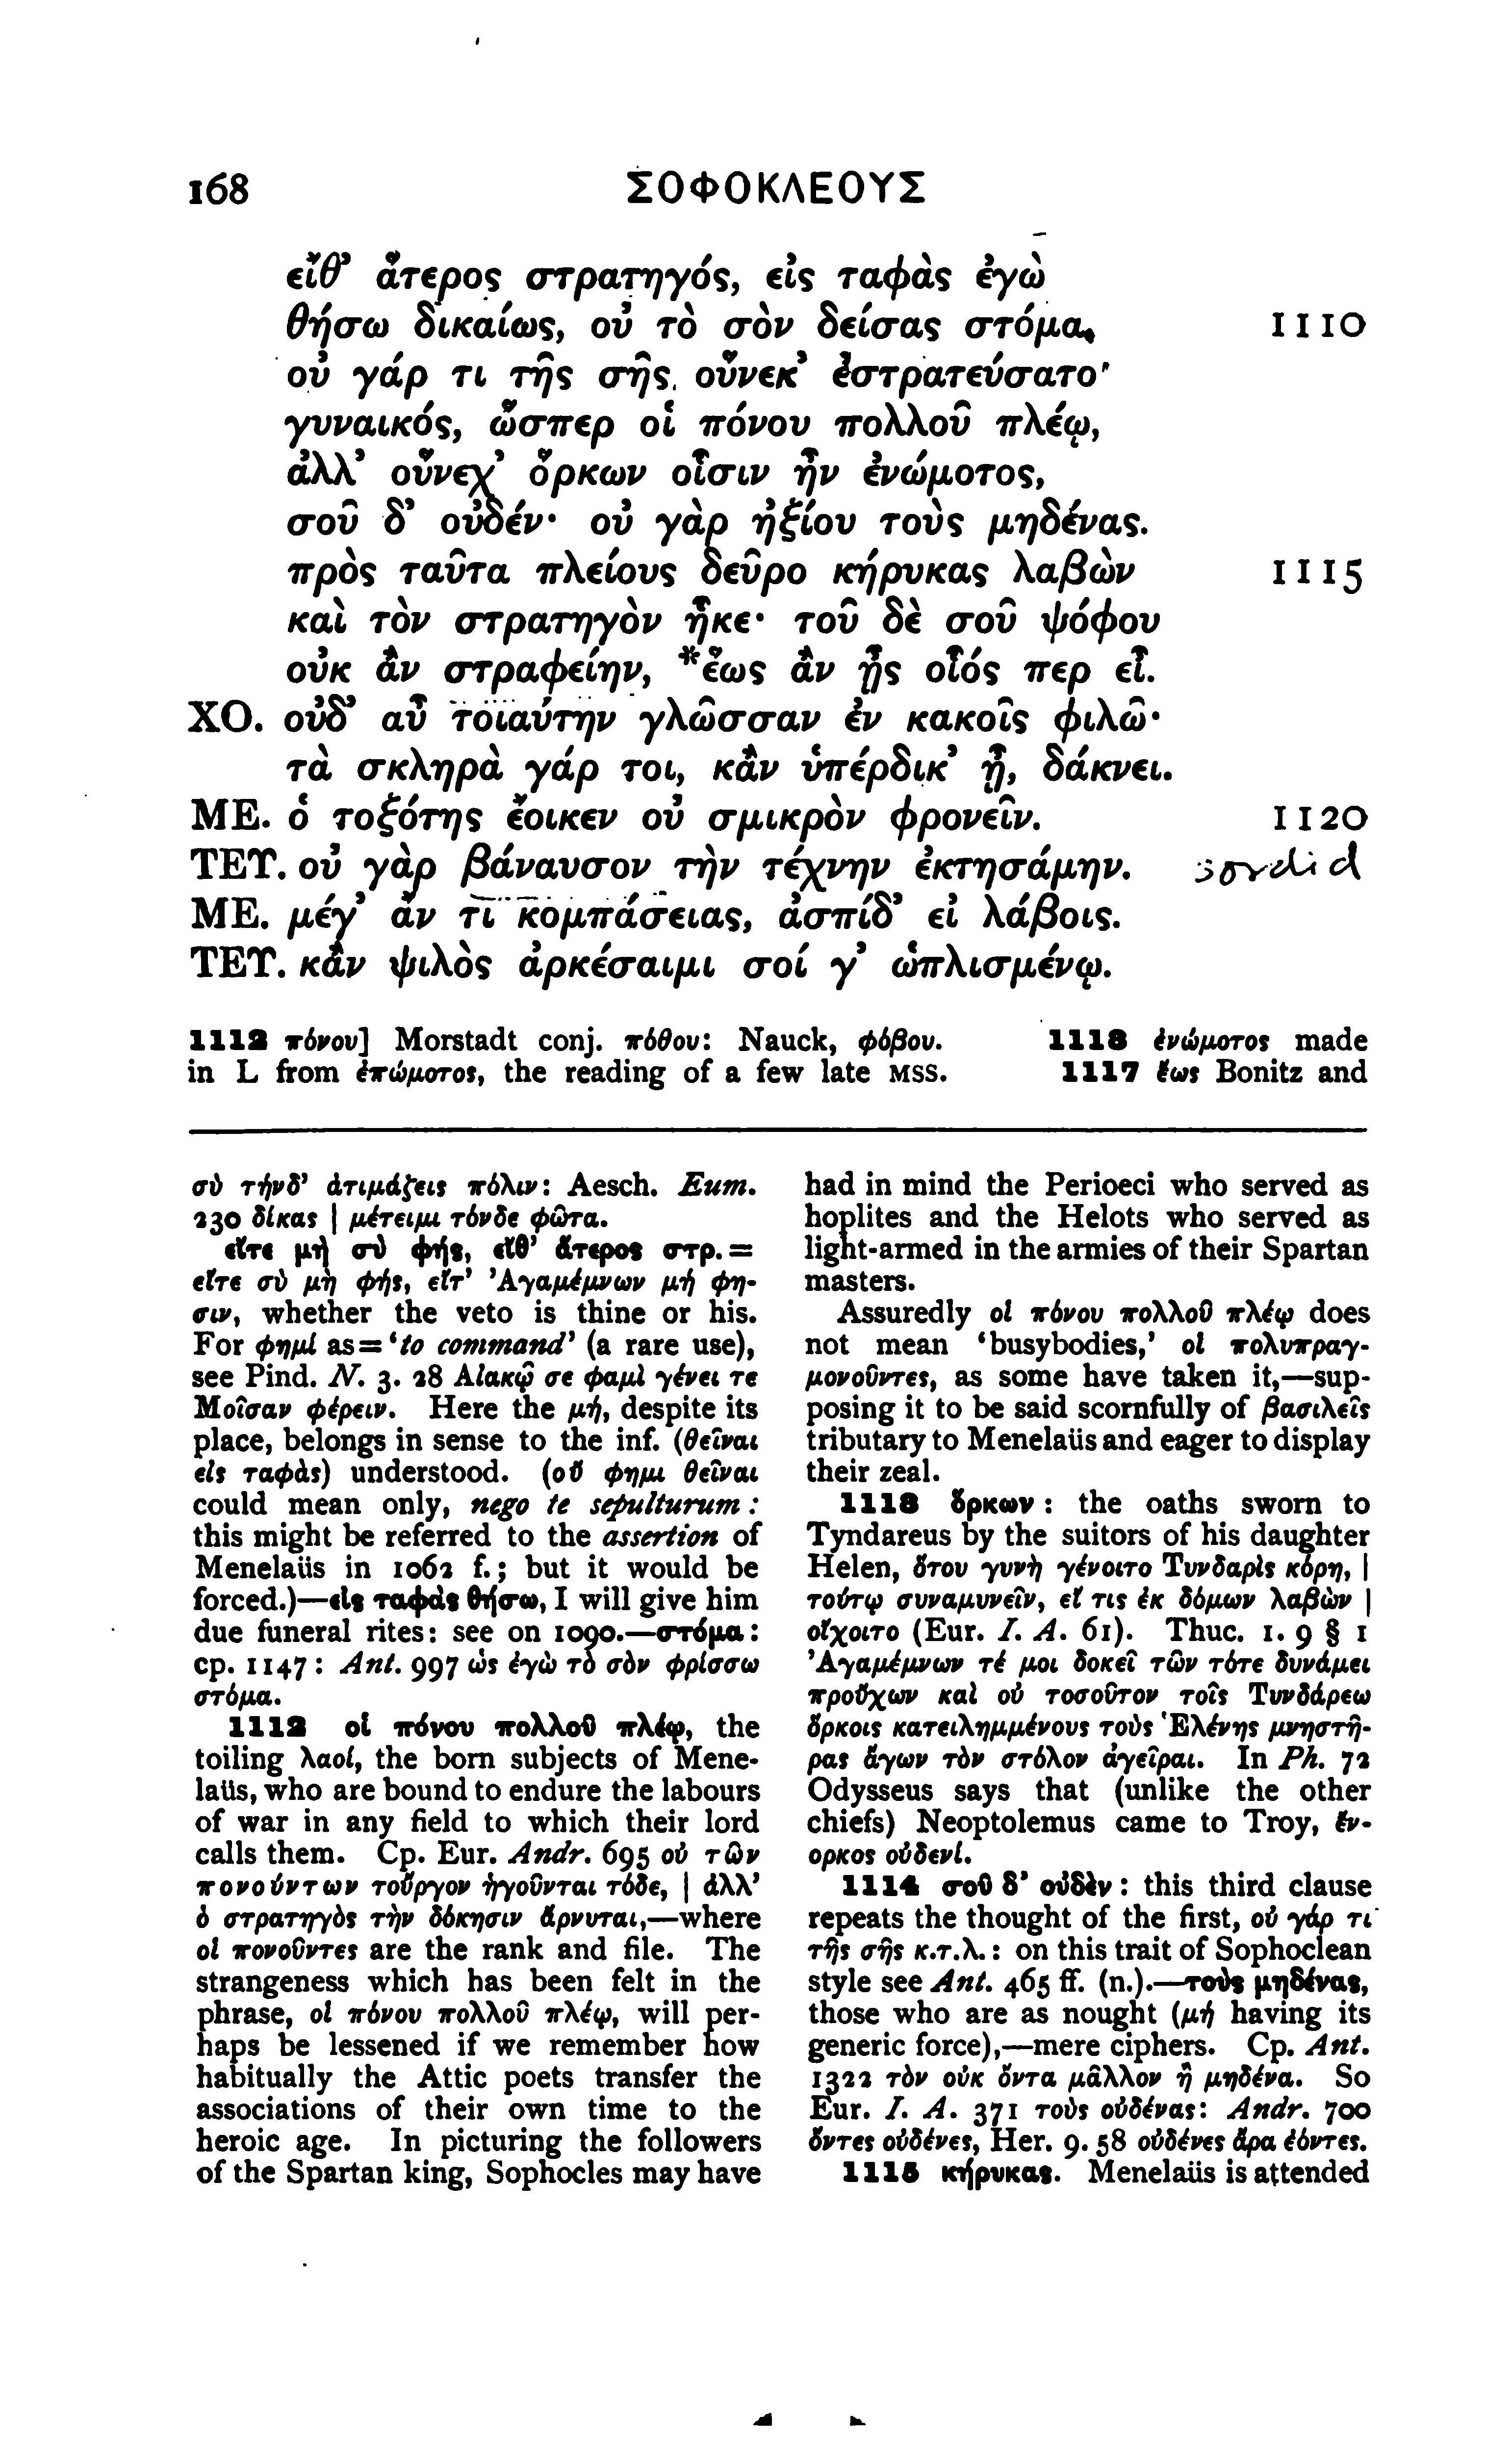 168
ΣΟΦΟΚΛΕΟΥΣ
εἴθ’ ἅτερος στρατηγός, εἰς ταφὰς ἐγὼ
θήσω δικαίως, οὐ τὸ σὸν δείσας στόμα. 1110
οὐ γάρ τι τῆς σῆς οὕνεκ’ ἐστρατεύσατο
γυναικός, ὥσπερ οἱ πόνου πολλοῦ πλέῳ,
ἀλλ’ οὕνεχ’ ὅρκων οἷσιν ἦν ἐνώμοτος,
σοῦ δ’ οὐδέν· οὐ γὰρ ἠξίου τοὺς μηδένας.
πρὸς ταῦτα πλείους δεῦρο κήρυκας λαβὼν 1115
καὶ τὸν στρατηγὸν ἧκε· τοῦ δὲ σοῦ ψόφου
οὐκ ἂν στραφείην, *ἕως ἂν ᾖς οἷός περ εἶ.
ΧΟ. οὐδ’ αὖ τοιαύτην γλῶσσαν ἐν κακοῖς φιλῶ·
τὰ σκληρὰ γάρ τοι, κἂν ὑπέρδικ’ ᾖ, δάκνει.
ΜΕ. ὁ τοξότης ἔοικεν οὐ σμικρὸν φρονεῖν. 1120
ΤΕΥ. οὐ γὰρ βάναυσον τὴν τέχνην ἐκτησάμην. sordid
ΜΕ. μέγ’ ἄν τι κομπάσειας, ἀσπίδ’ εἰ λάβοις.
ΤΕΥ. κἂν ψιλὸς ἀρκέσαιμι σοί γ’ ὡπλισμένῳ.
1112 πόνου] Morstadt conj. πόθου: Nauck, φόβου. 1113 ἐνώμοτος made
in L from ἐπώμοτος, the reading of a few late MSS. 1117 ἕως Bonitz and
σὺ τήνδ’ ἀτιμάζεις πόλιν: Aesch. Eum.
230 δίκας | μέτειμι τόνδε φῶτα.
εἴτε μὴ σὺ φῄς, εἴθ’ ἅτερος στρ. =
εἴτε σὺ μὴ φῄς, εἴτ’ Ἀγαμέμνων μή φη-
σιν, whether the veto is thine or his.
For φημί as = ‘to command’ (a rare use),
see Pind. N. 3. 28 Αἰακῷ σε φαμὶ γένει τε
Μοῖσαν φέρειν. Here the μή, despite its
place, belongs in sense to the inf. (θεῖναι
εἰς ταφὰς) understood. (οὔ φημι θεῖναι
could mean only, nego te sepulturum :
this might be referred to the assertion of
Menelaüs in 1062 f.; but it would be
forced.)—εἰς ταφὰς θήσω, I will give him
due funeral rites: see on 1090.—στόμα:
cp. 1147: Ant. 997 ὡς ἐγὼ τὸ σὸν φρίσσω
στόμα.
1112 οἱ πόνου πολλοῦ πλέῳ, the
toiling λαοί, the born subjects of Mene-
laüs, who are bound to endure the labours
of war in any field to which their lord
calls them. Cp. Eur. Andr. 695 οὐ τῶν
πονούντων τοὔργον ἡγοῦνται τόδε, | ἀλλ’
ὁ στρατηγὸς τὴν δόκησιν ἄρνυται,—where
οἱ πονοῦντες are the rank and file. The
strangeness which has been felt in the
phrase, οἱ πόνου πολλοῦ πλέῳ, will per-
haps be lessened if we remember how
habitually the Attic poets transfer the
associations of their own time to the
heroic age. In picturing the followers
of the Spartan king, Sophocles may have
had in mind the Perioeci who served as
hoplites and the Helots who served as
light-armed in the armies of their Spartan
masters.
Assuredly οἱ πόνου πολλοῦ πλέῳ does
not mean ‘busybodies,’ οἱ πολυπραγ-
μονοῦντες, as some have taken it,—sup-
posing it to be said scornfully of βασιλεῖς
tributary to Menelaüs and eager to display
their zeal.
1113 ὅρκων : the oaths sworn to
Tyndareus by the suitors of his daughter
Helen, ὅτου γυνὴ γένοιτο Τυνδαρὶς κόρη, |
τούτῳ συναμυνεῖν, εἴ τις ἐκ δόμων λαβὼν |
οἴχοιτο (Eur. I. A. 61). Thuc. 1. 9 § 1
Ἀγαμέμνων τέ μοι δοκεῖ τῶν τότε δυνάμει
προὔχων καὶ οὐ τοσοῦτον τοῖς Τυνδάρεω
ὅρκοις κατειλημμένους τοὺς Ἑλένης μνηστῆ-
ρας ἄγων τὸν στόλον ἀγεῖραι. In Ph. 72
Odysseus says that (unlike the other
chiefs) Neoptolemus came to Troy, ἔν-
ορκος οὐδενί.
1114 σοῦ δ’ οὐδὲν : this third clause
repeats the thought of the first, οὐ γάρ τι
τῆς σῆς κ.τ.λ.: on this trait of Sophoclean
style see Ant. 465 ff. (n.).—τοὺς μηδένας,
those who are as nought (μή having its
generic force),—mere ciphers. Cp. Ant.
1322 τὸν οὐκ ὄντα μᾶλλον ἢ μηδένα. So
Eur. I. A. 371 τοὺς οὐδένας: Andr. 700
ὄντες οὐδένες, Her. 9. 58 οὐδένες ἄρα ἐόντες.
1115 κήρυκας. Menelaüs is attended